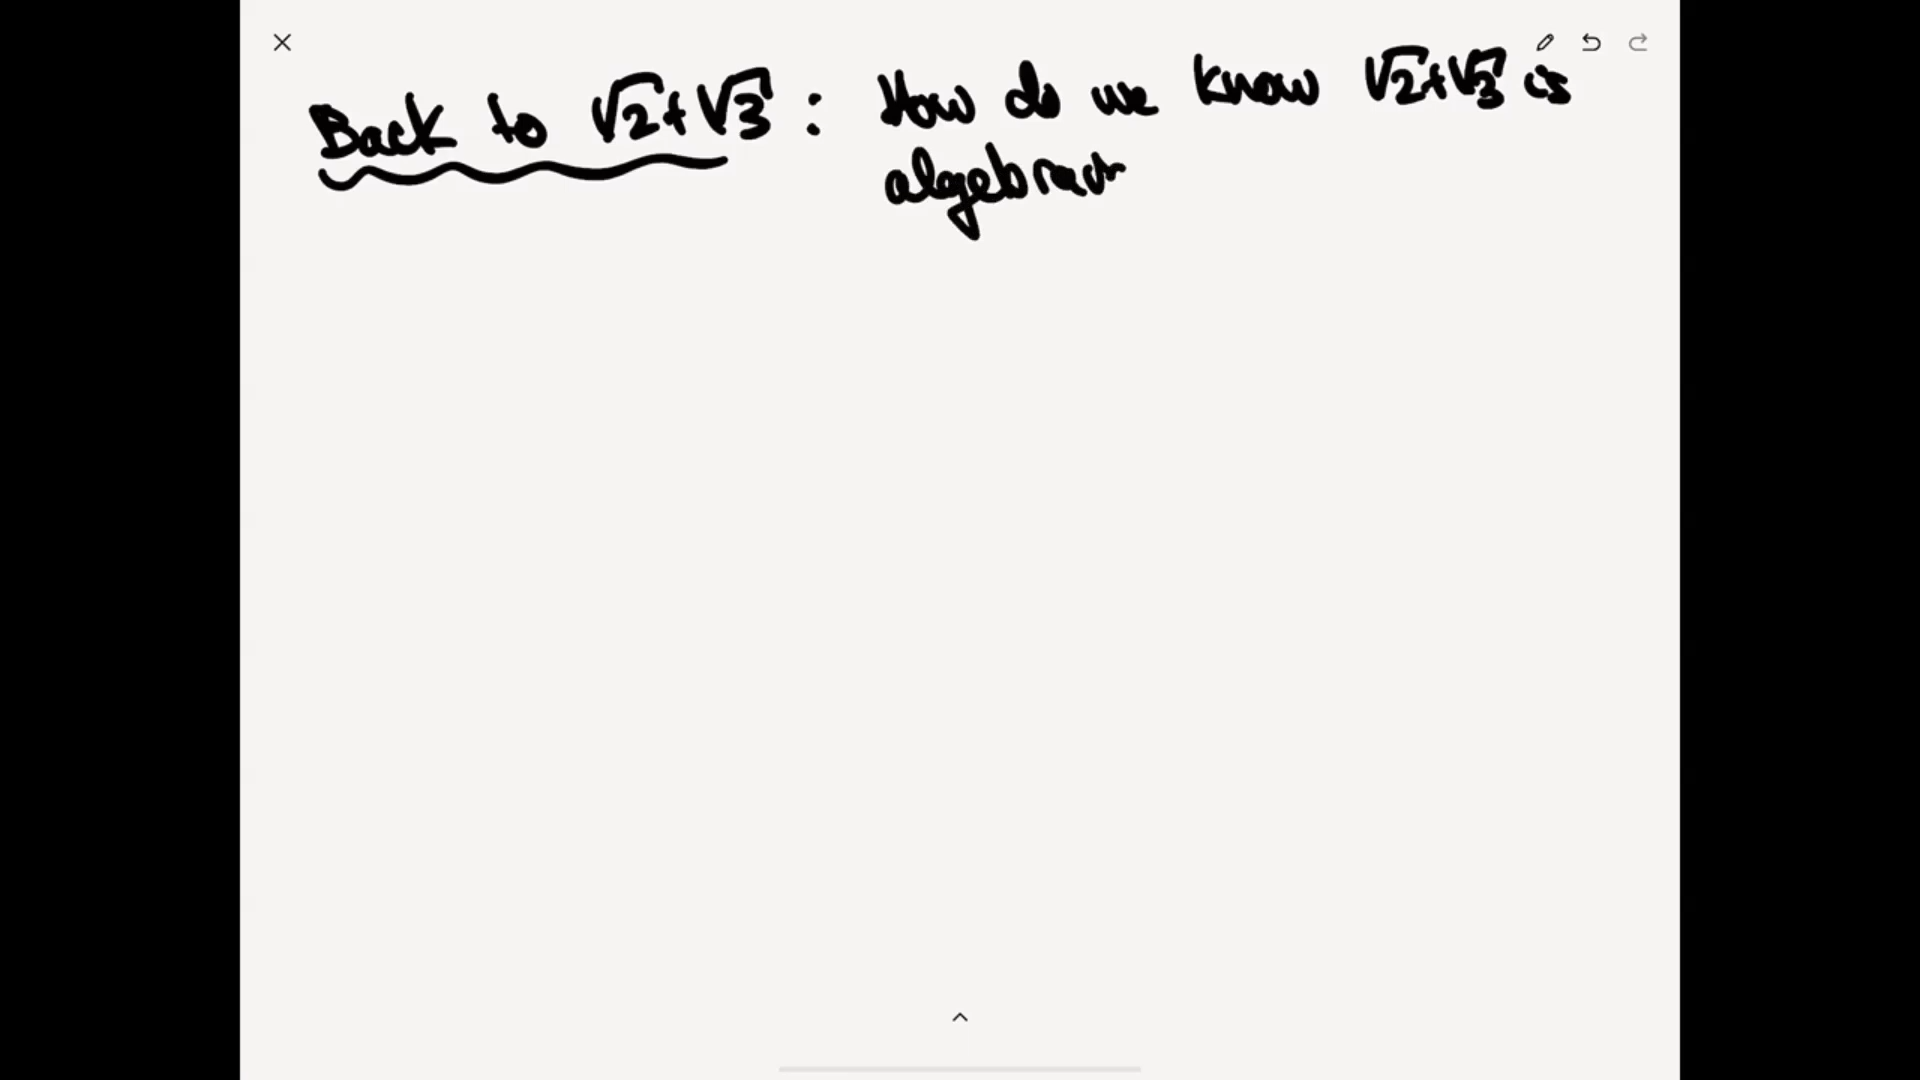 Back to √2+√3 : How do we know √2+√3 is
algebraic